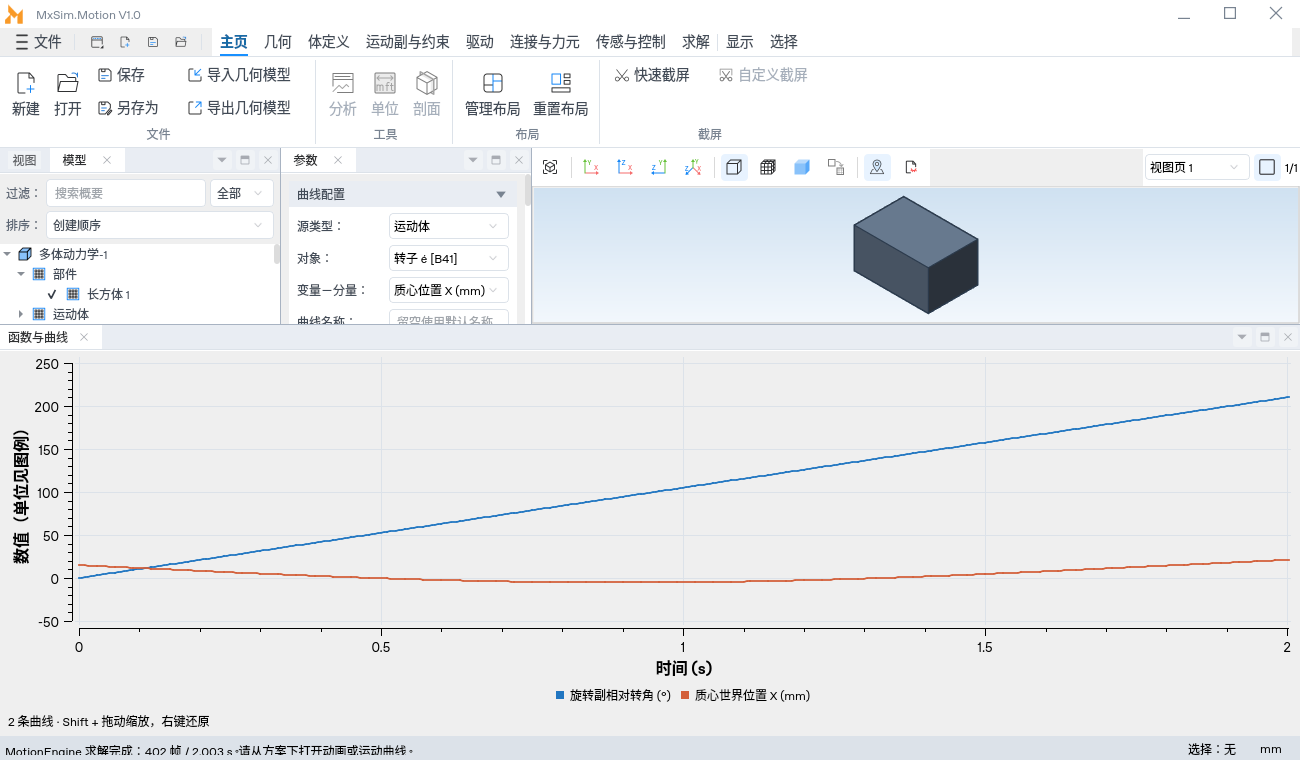 MxSim.Motion V1.0
文件
主页 几何 体定义 运动副与约束 驱动 连接与力元 传感与控制 求解 显示 选择
保存 导入几何模型 快速截屏 自定义截屏
新建 打开 另存为 导出几何模型 分析 单位 剖面 管理布局 重置布局
mft
文件 工具 布局 截屏
视图 模型 参数
视图页 1 1/1
过滤： 搜索概要 全部
排序： 创建顺序
多体动力学-1
部件
长方体 1
运动体
曲线配置
源类型： 运动体
对象： 转子 é [B41]
变量－分量： 质心位置 X (mm)
曲线名称： 留空使用默认名称
函数与曲线
250
200
150
100
50
0
-50
数值（单位见图例）
0 0.5 1 1.5 2
时间 (s)
旋转副相对转角 (°) 质心世界位置 X (mm)
2 条曲线 · Shift + 拖动缩放，右键还原
MotionEngine 求解完成：402 帧 / 2.003 s。请从方案下打开动画或运动曲线。
选择：无 mm